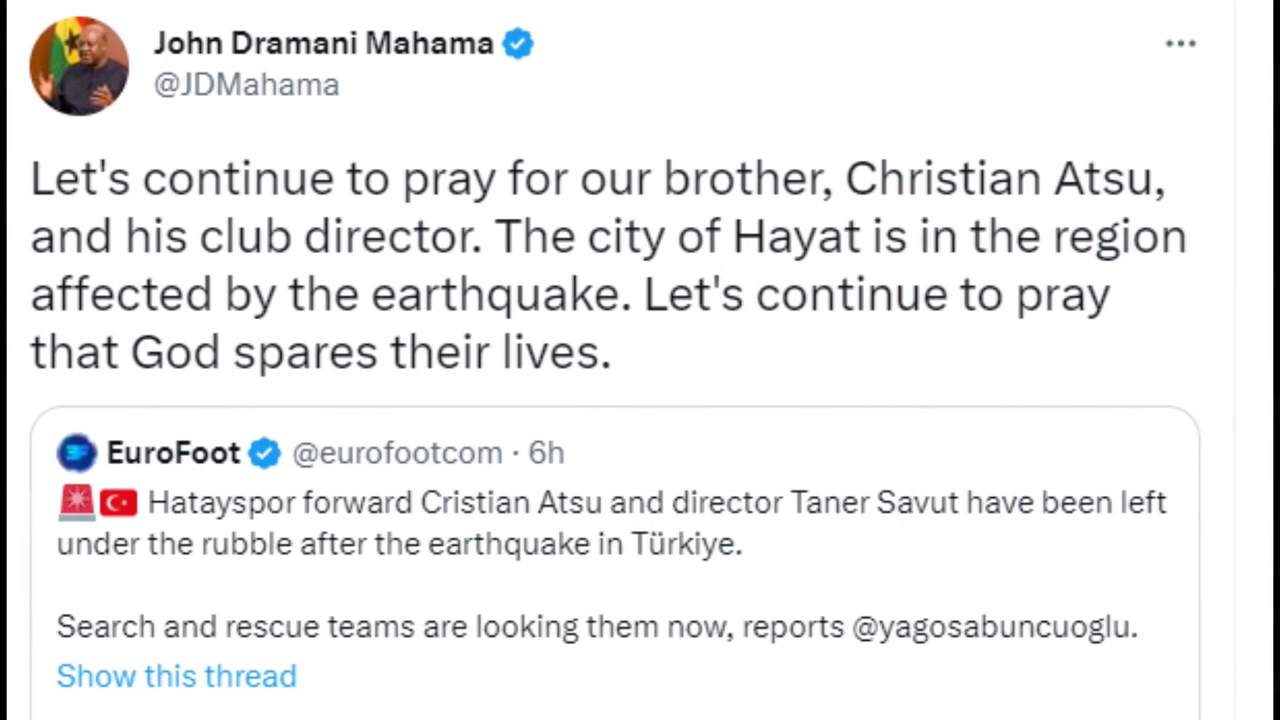 John Dramani Mahama
@JDMahama
Let's continue to pray for our brother, Christian Atsu,
and his club director. The city of Hayat is in the region
affected by the earthquake. Let's continue to pray
that God spares their lives.
EuroFoot @eurofootcom · 6h
Hatayspor forward Cristian Atsu and director Taner Savut have been left
under the rubble after the earthquake in Türkiye.
Search and rescue teams are looking them now, reports @yagosabuncuoglu.
Show this thread